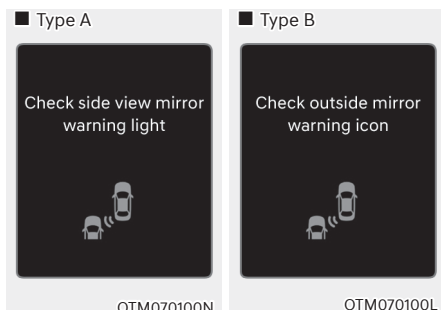 ■ Type A
Check side view mirror
warning light
OTM070100N
■ Type B
Check outside mirror
warning icon
OTM070100L